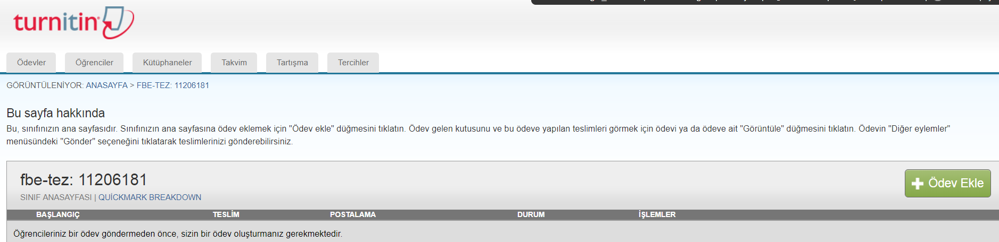 turnitin
Ödevler Öğrenciler Kütüphaneler Takvim Tartışma Tercihler
GÖRÜNTÜLENİYOR: ANASAYFA > FBE-TEZ: 11206181
Bu sayfa hakkında
Bu, sınıfınızın ana sayfasıdır. Sınıfınızın ana sayfasına ödev eklemek için "Ödev ekle" düğmesini tıklatın. Ödev gelen kutusunu ve bu ödeve yapılan teslimleri görmek için ödevi ya da ödeve ait "Görüntüle" düğmesini tıklatın. Ödevin "Diğer eylemler"
menüsündeki "Gönder" seçeneğini tıklatarak teslimlerinizi gönderebilirsiniz.
fbe-tez: 11206181
Ödev Ekle
SINIF ANASAYFASI | QUİCKMARK BREAKDOWN
BAŞLANGIÇ TESLİM POSTALAMA DURUM İŞLEMLER
Öğrencileriniz bir ödev göndermeden önce, sizin bir ödev oluşturmanız gerekmektedir.